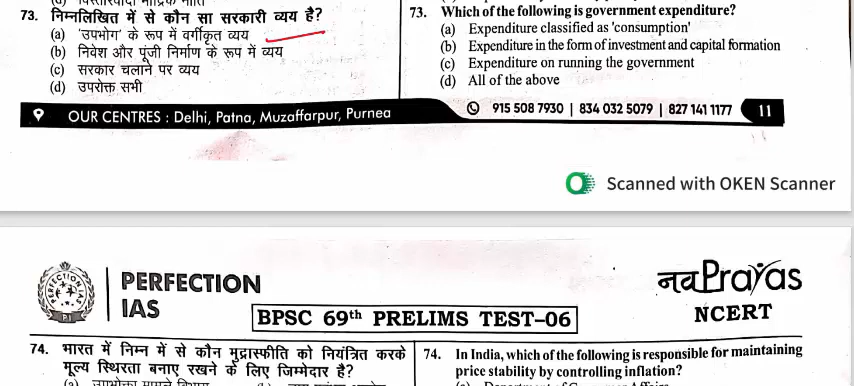 73. निम्नलिखित में से कौन सा सरकारी व्यय है?
(a) 'उपभोग' के रूप में वर्गीकृत व्यय
(b) निवेश और पूंजी निर्माण के रूप में व्यय
(c) सरकार चलाने पर व्यय
(d) उपरोक्त सभी
73. Which of the following is government expenditure?
(a) Expenditure classified as 'consumption'
(b) Expenditure in the form of investment and capital formation
(c) Expenditure on running the government
(d) All of the above
OUR CENTRES : Delhi, Patna, Muzaffarpur, Purnea
915 508 7930 | 834 032 5079 | 827 141 1177
11
11
Scanned with OKEN Scanner
PERFECTION
IAS
BPSC 69th PRELIMS TEST–06
नवPrayas
NCERT
74. भारत में निम्न में से कौन मुद्रास्फीति को नियंत्रित करके
मूल्य स्थिरता बनाए रखने के लिए जिम्मेदार है?
74. In India, which of the following is responsible for maintaining
price stability by controlling inflation?